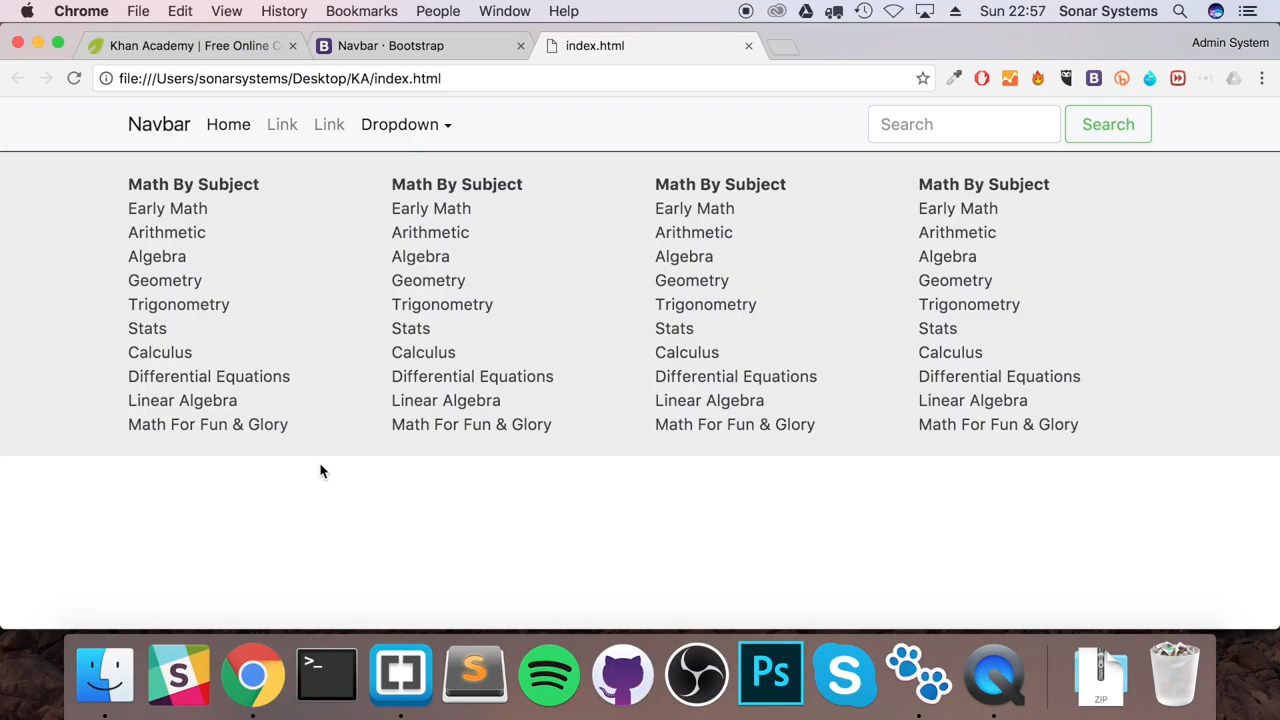 Chrome File Edit View History Bookmarks People Window Help Sun 22:57 Sonar Systems
Khan Academy | Free Online C
Navbar · Bootstrap
index.html
Admin System
file:///Users/sonarsystems/Desktop/KA/index.html
Navbar Home Link Link Dropdown Search Search
Math By Subject Math By Subject Math By Subject Math By Subject
Early Math Early Math Early Math Early Math
Arithmetic Arithmetic Arithmetic Arithmetic
Algebra Algebra Algebra Algebra
Geometry Geometry Geometry Geometry
Trigonometry Trigonometry Trigonometry Trigonometry
Stats Stats Stats Stats
Calculus Calculus Calculus Calculus
Differential Equations Differential Equations Differential Equations Differential Equations
Linear Algebra Linear Algebra Linear Algebra Linear Algebra
Math For Fun & Glory Math For Fun & Glory Math For Fun & Glory Math For Fun & Glory
Ps
ZIP